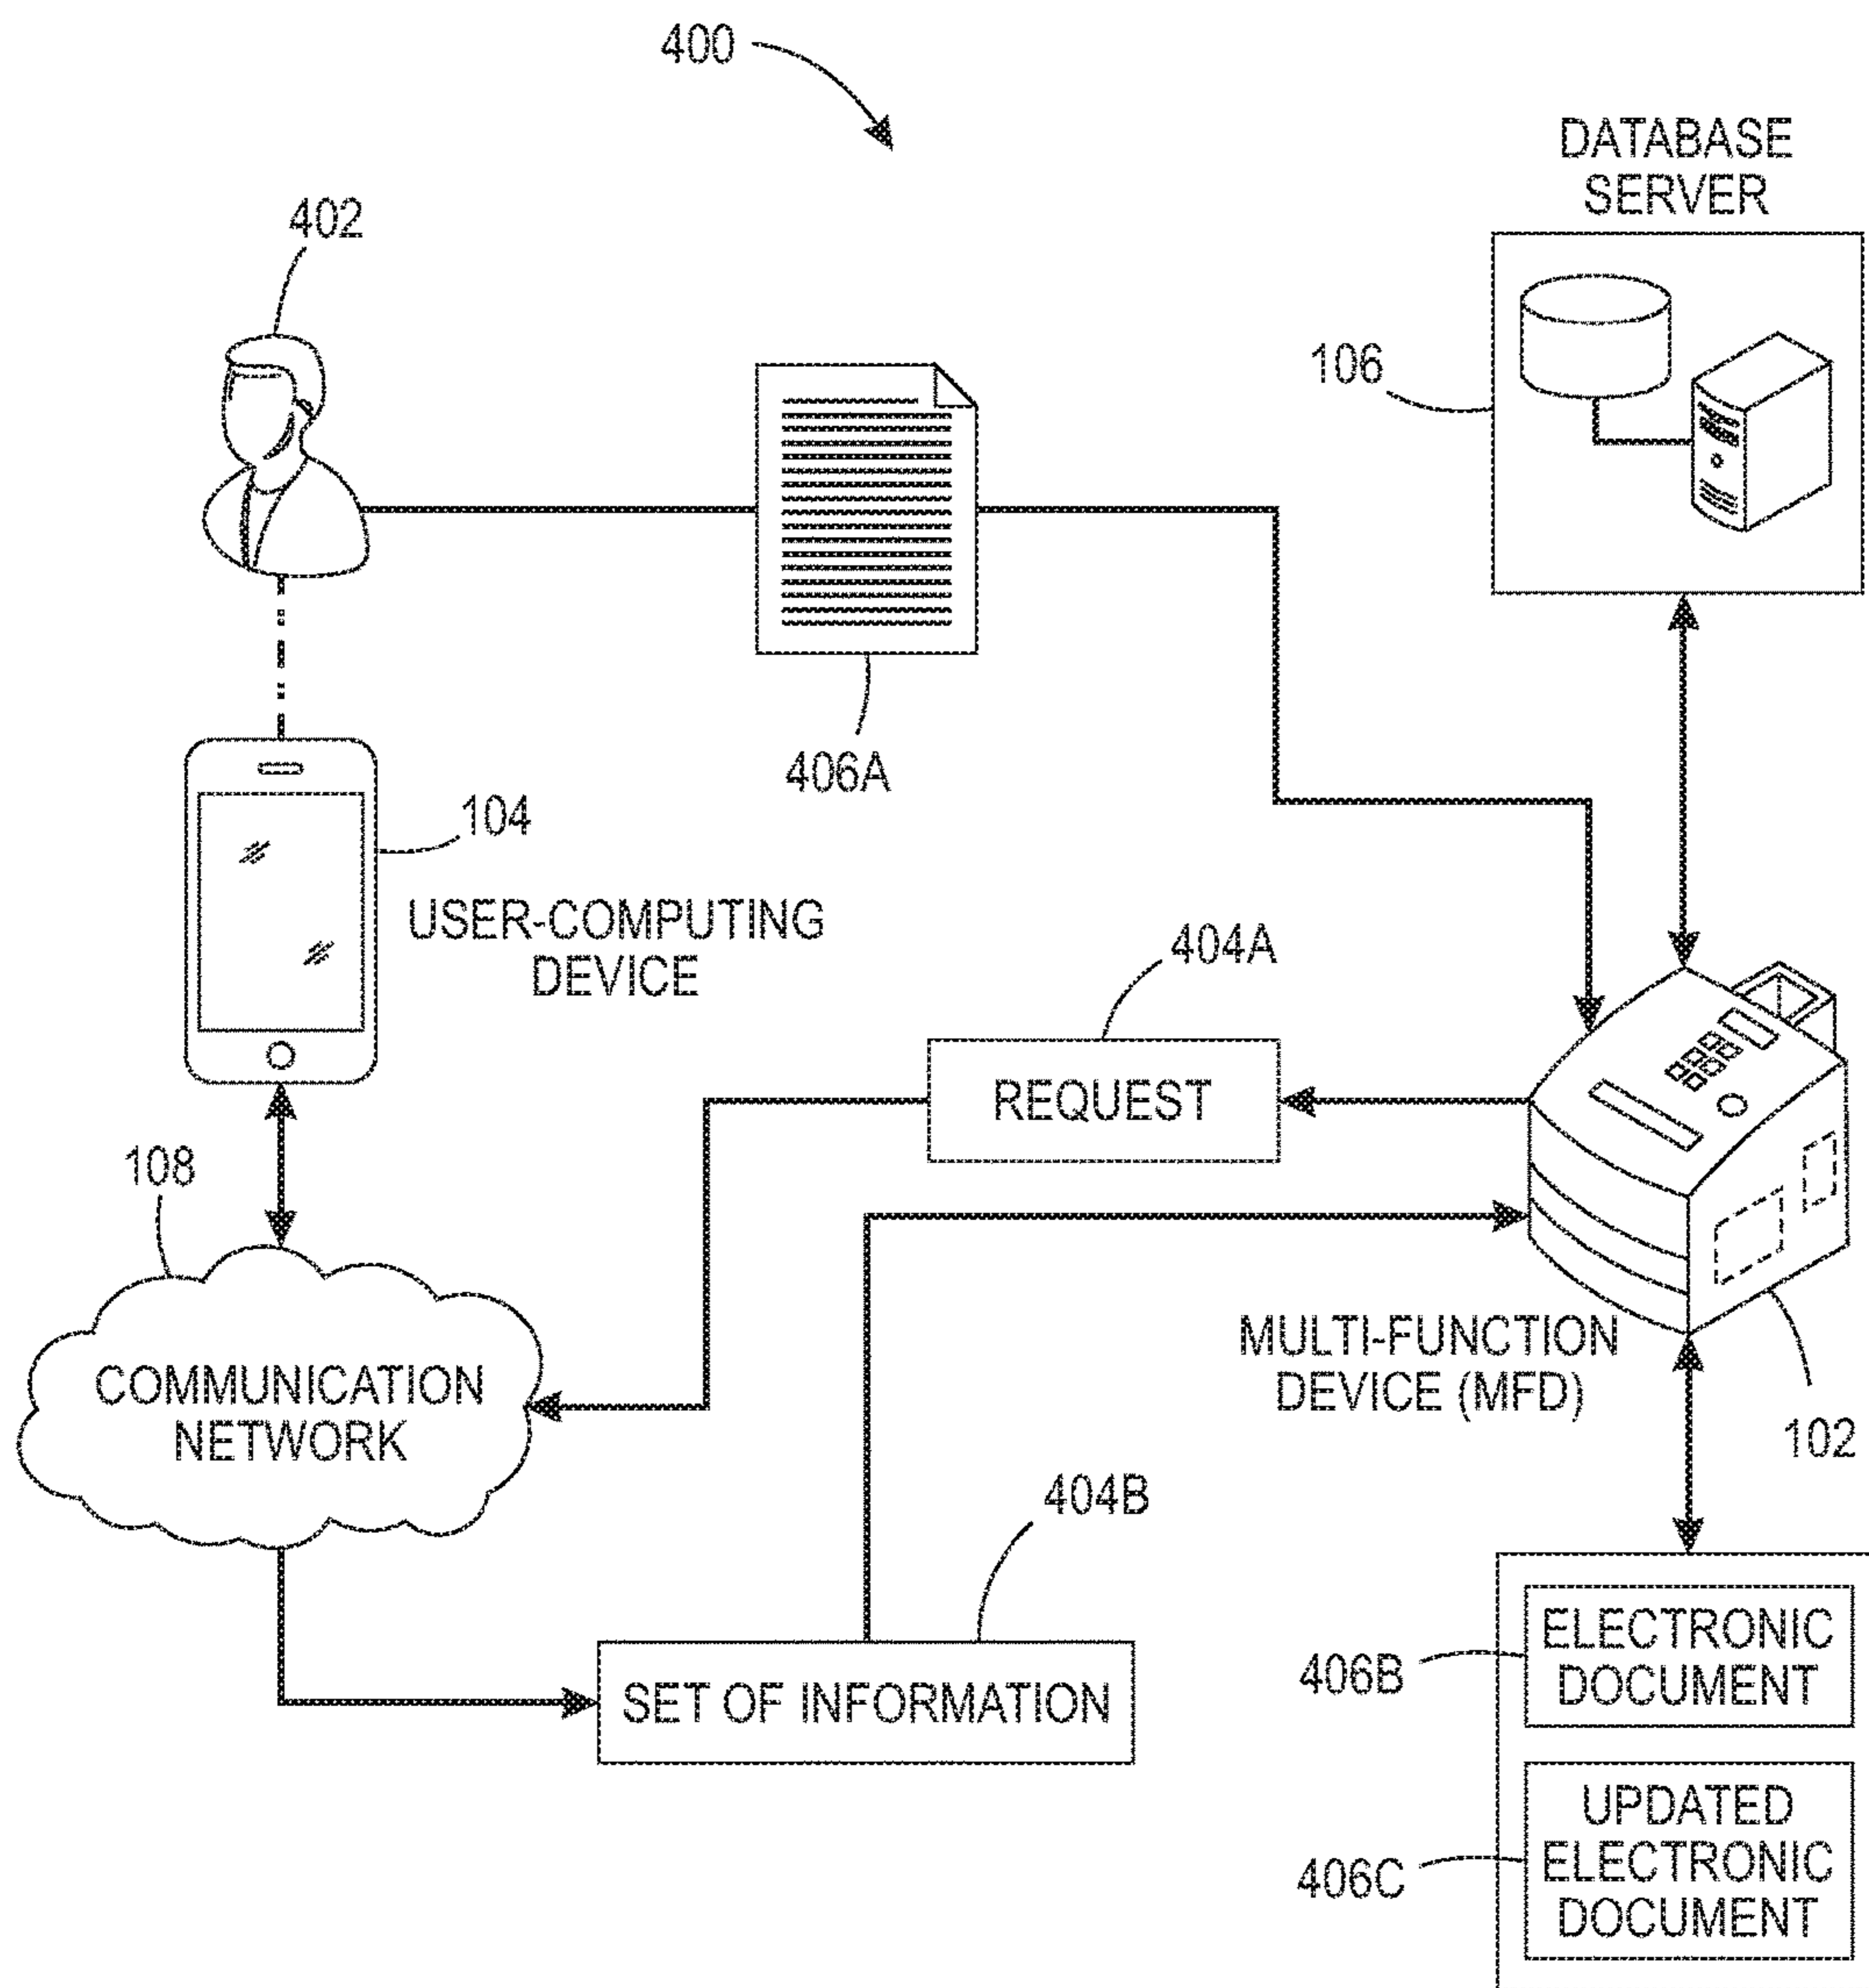 400
DATABASE
SERVER
402
106
406A
104
USER-COMPUTING
DEVICE
404A
REQUEST
108
COMMUNICATION
NETWORK
MULTI-FUNCTION
DEVICE (MFD)
102
404B
SET OF INFORMATION
406B
ELECTRONIC
DOCUMENT
406C
UPDATED
ELECTRONIC
DOCUMENT